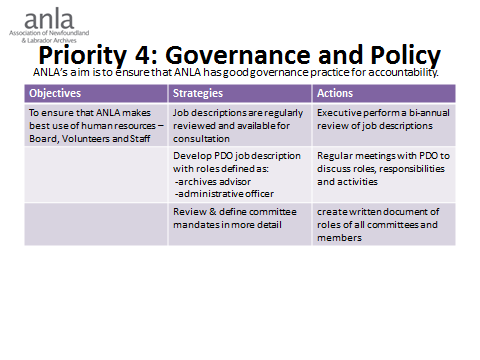 anla
Association of Newfoundland
& Labrador Archives
Priority 4: Governance and Policy
ANLA's aim is to ensure that ANLA has good governance practice for accountability.
Objectives
Strategies
Actions
To ensure that ANLA makes
best use of human resources –
Board, Volunteers and Staff
Job descriptions are regularly
reviewed and available for
consultation
Executive perform a bi-annual
review of job descriptions
Develop PDO job description
with roles defined as:
-archives advisor
-administrative officer
Regular meetings with PDO to
discuss roles, responsibilities
and activities
Review & define committee
mandates in more detail
create written document of
roles of all committees and
members